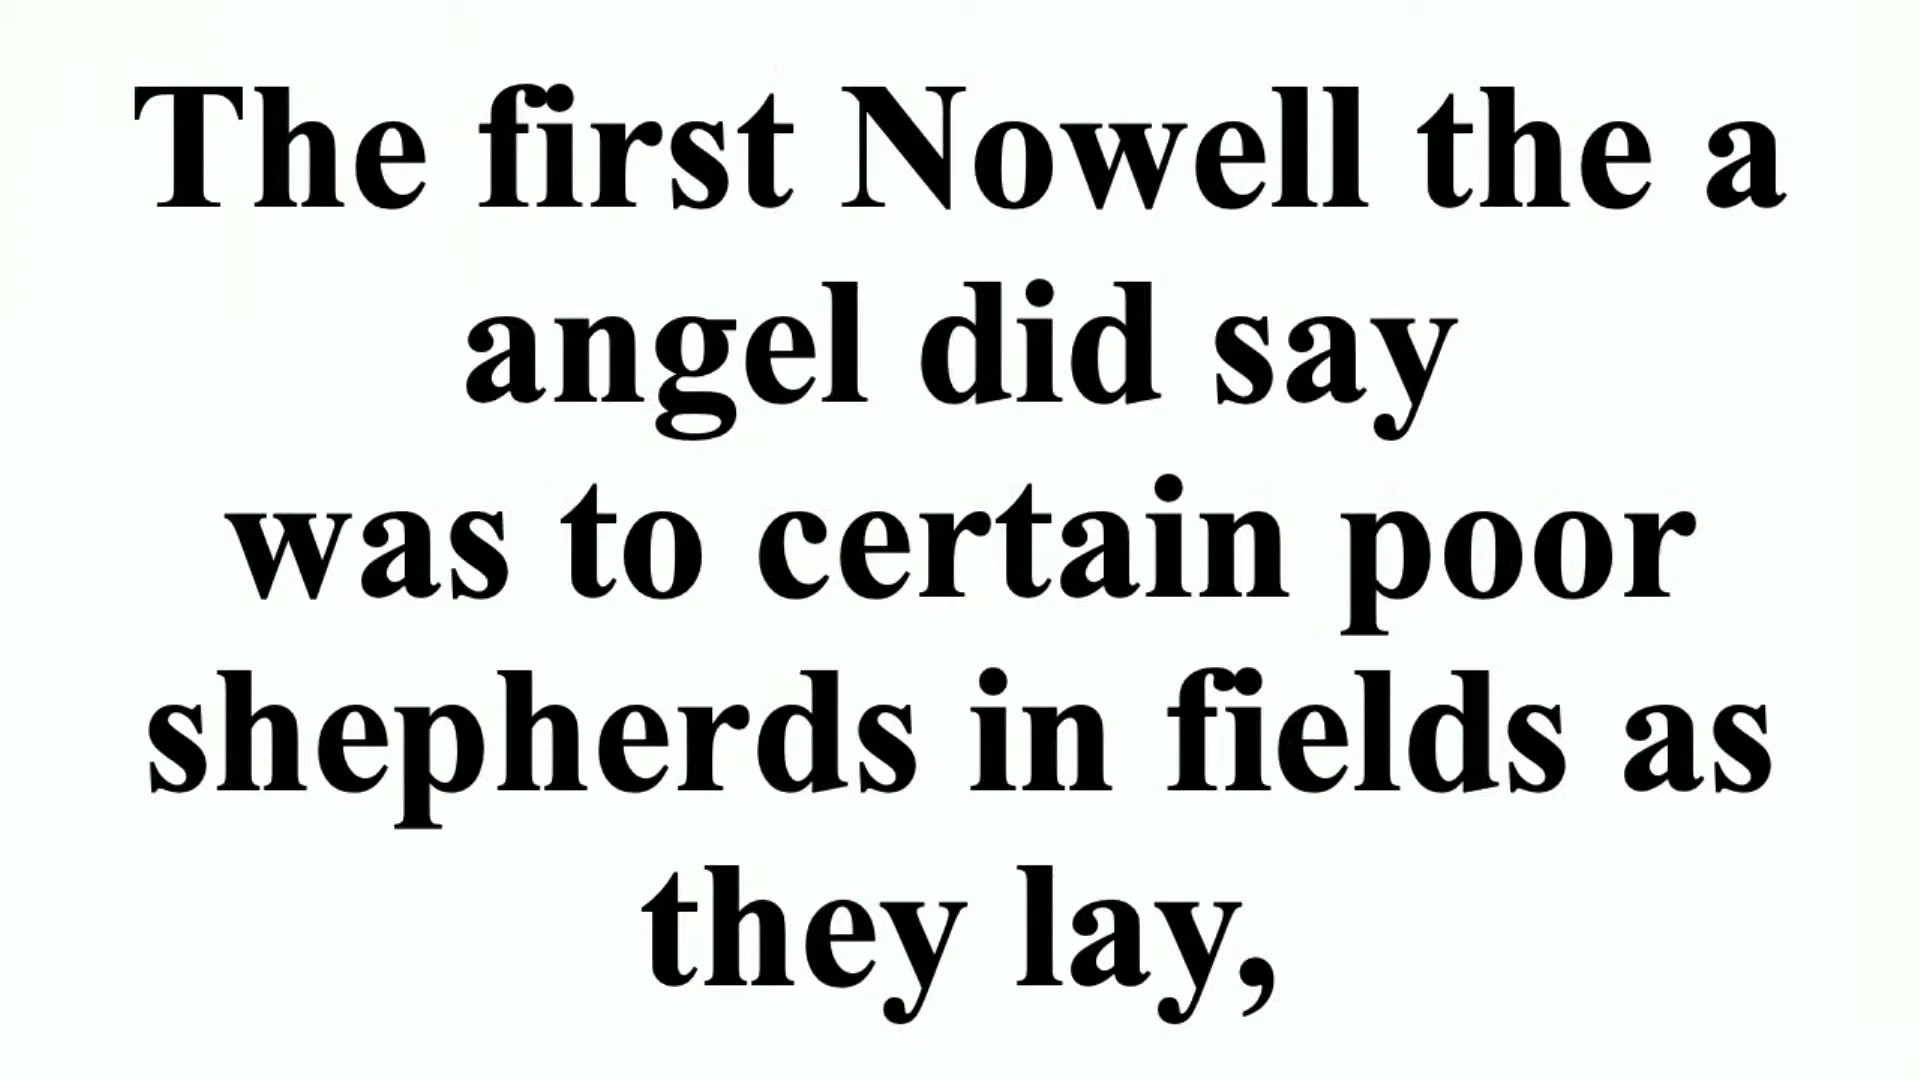 The first Nowell the a
angel did say
was to certain poor
shepherds in fields as
they lay,